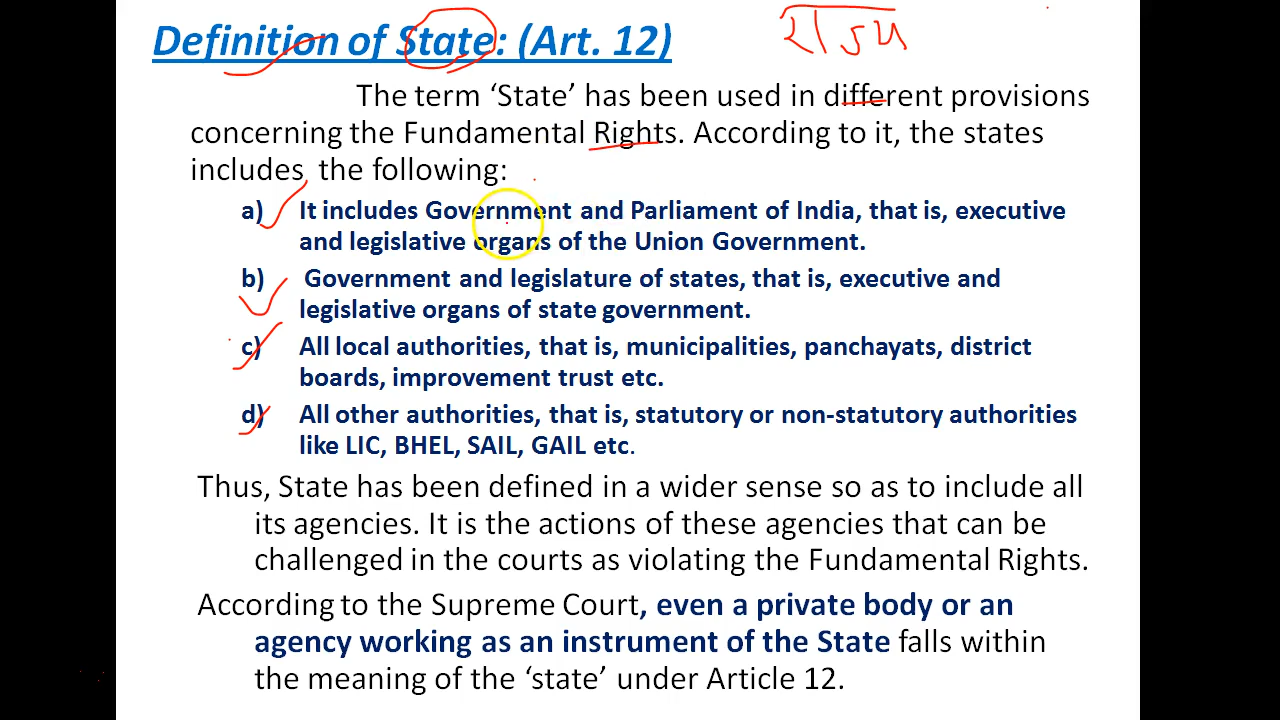 Definition of State: (Art. 12)
राज्य
The term ‘State’ has been used in different provisions
concerning the Fundamental Rights. According to it, the states
includes the following:
a) It includes Government and Parliament of India, that is, executive
and legislative organs of the Union Government.
b) Government and legislature of states, that is, executive and
legislative organs of state government.
c) All local authorities, that is, municipalities, panchayats, district
boards, improvement trust etc.
d) All other authorities, that is, statutory or non-statutory authorities
like LIC, BHEL, SAIL, GAIL etc.
Thus, State has been defined in a wider sense so as to include all
its agencies. It is the actions of these agencies that can be
challenged in the courts as violating the Fundamental Rights.
According to the Supreme Court, even a private body or an
agency working as an instrument of the State falls within
the meaning of the ‘state’ under Article 12.